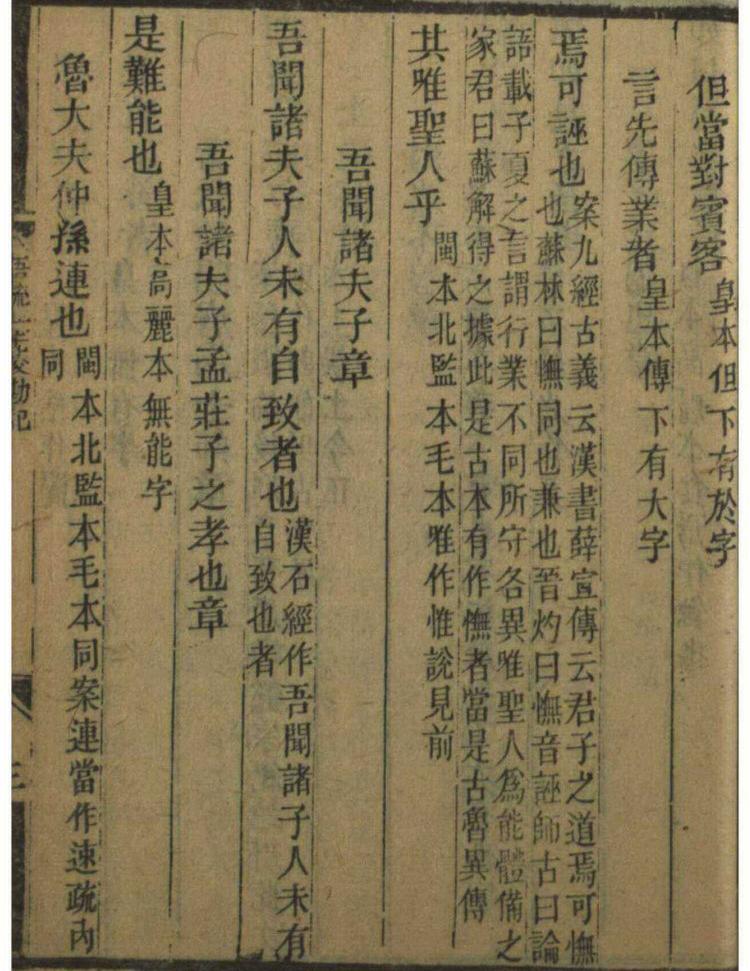 但當對賓客皇本但下有於字
言先傳業者皇本傳下有大字
焉可誣也案九經古義云漢書薛宣傳云君子之道焉可憮
也蘇林曰憮同也兼也晉灼曰憮音誣師古曰論
語載子夏之言謂行業不同所守各異唯聖人為能體備之
家君曰蘇解得之據此是古本有作憮者當是古魯異傳
其唯聖人乎閩本北監本毛本唯作惟說見前
吾聞諸夫子章
吾聞諸夫子人未有自致者也漢石經作吾聞諸子人未有
自致也者
吾聞諸夫子孟莊子之孝也章
是難能也皇本高麗本無能字
魯大夫仲孫連也閩本北監本毛本同案連當作速疏內
同
校勘記
三